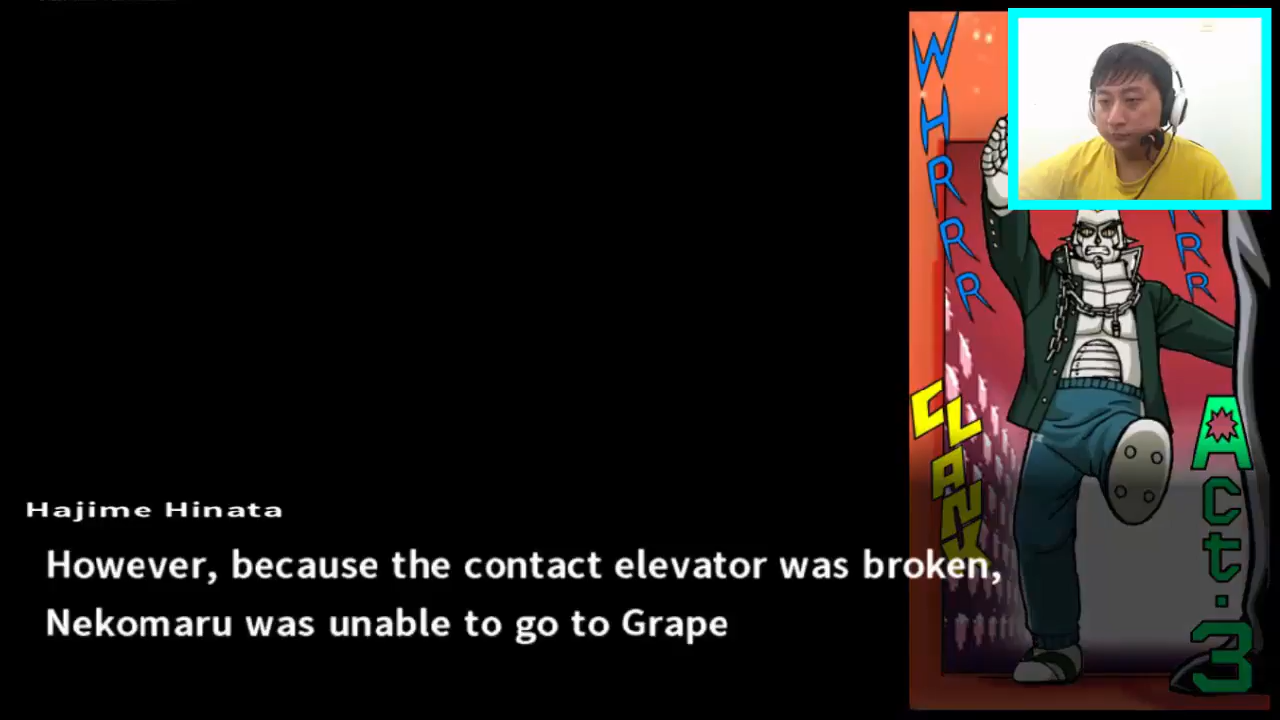 WHRRR
RR
CLANK
Act.3
Hajime Hinata
However, because the contact elevator was broken,
Nekomaru was unable to go to Grape